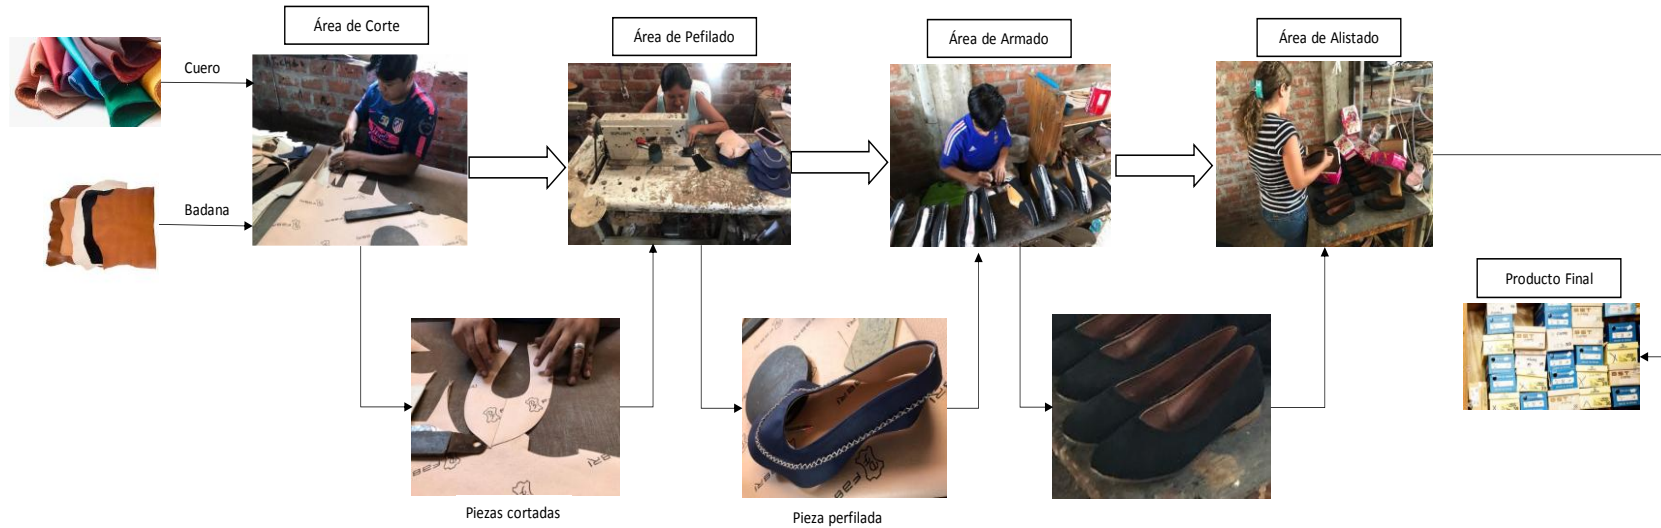 Área de Corte
Área de Pefilado
Área de Armado
Área de Alistado
Cuero
Badana
Producto Final
Piezas cortadas
Pieza perfilada